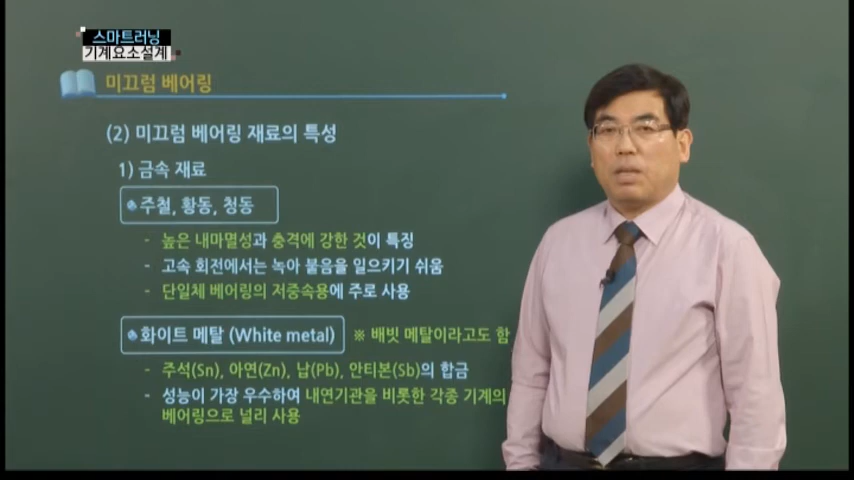 스마트러닝
기계요소설계
미끄럼 베어링
(2) 미끄럼 베어링 재료의 특성
1) 금속 재료
주철, 황동, 청동
- 높은 내마멸성과 충격에 강한 것이 특징
- 고속 회전에서는 녹아 붙음을 일으키기 쉬움
- 단일체 베어링의 저중속용에 주로 사용
화이트 메탈 (White metal) ※ 배빗 메탈이라고도 함
- 주석(Sn), 아연(Zn), 납(Pb), 안티몬(Sb)의 합금
- 성능이 가장 우수하여 내연기관을 비롯한 각종 기계의
베어링으로 널리 사용